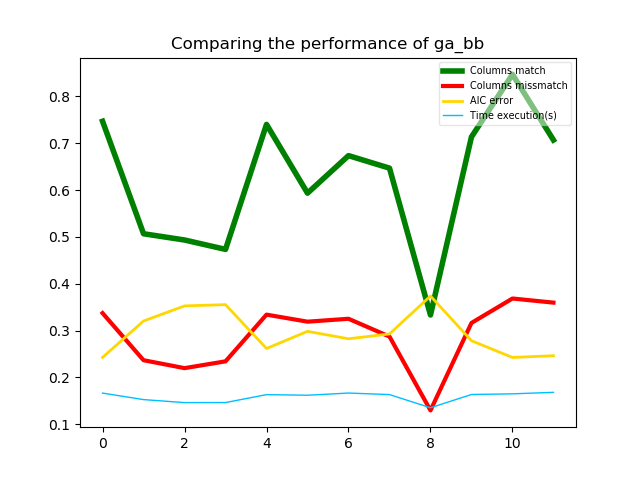 Comparing the performance of ga_bb
Columns match
Columns missmatch
AIC error
Time execution(s)
0.8
0.7
0.6
0.5
0.4
0.3
0.2
0.1
0 2 4 6 8 10